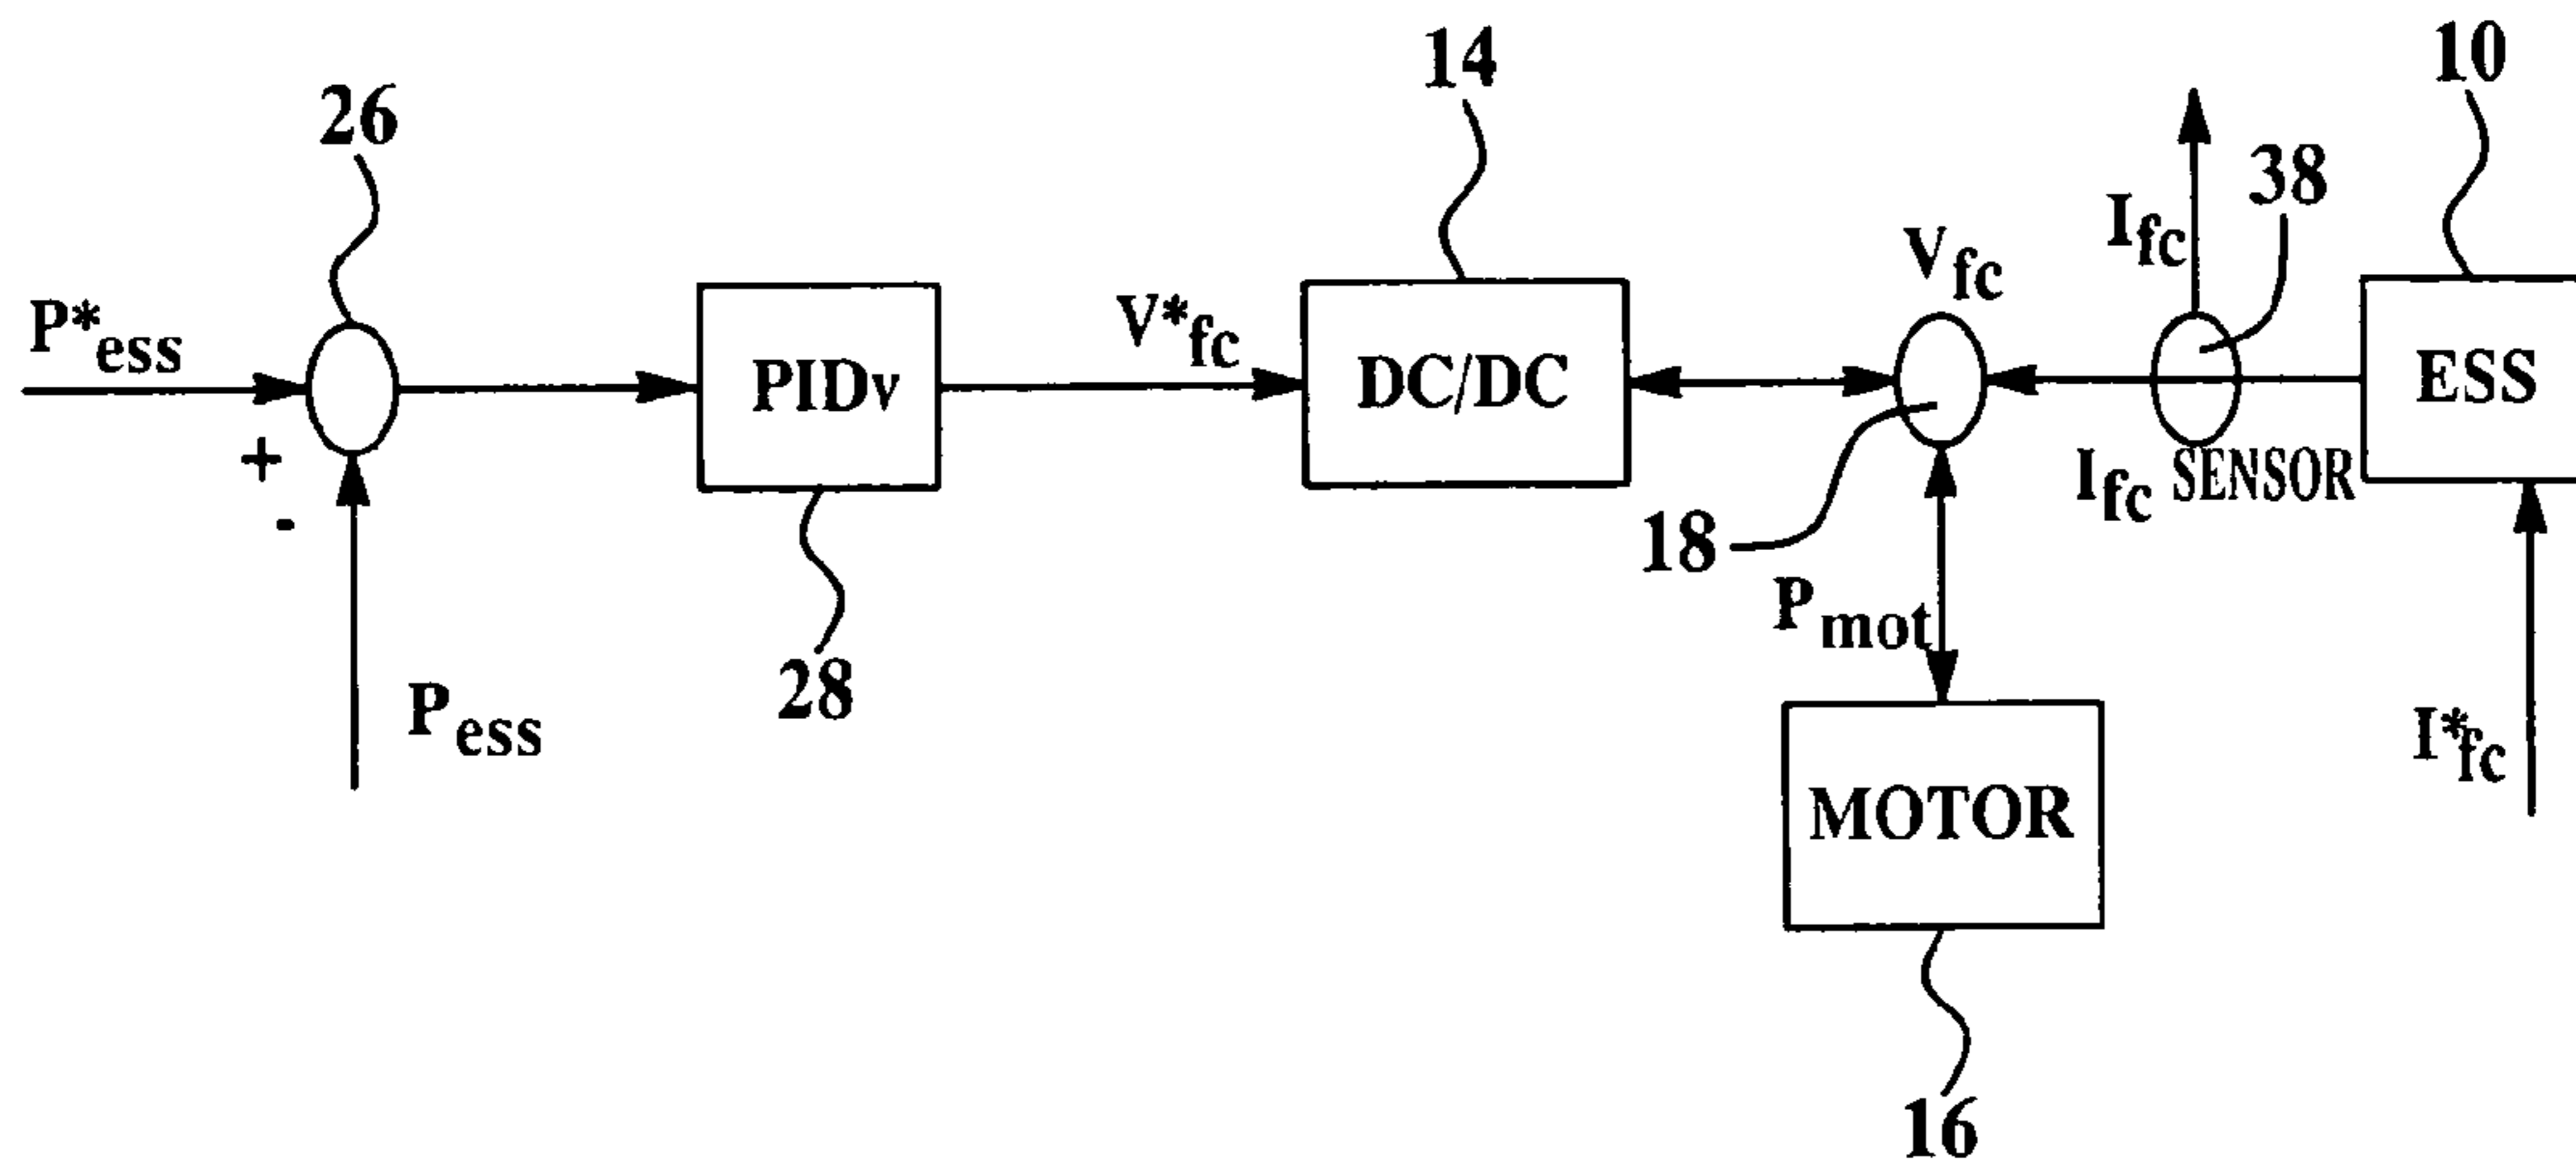 26
14
10
38
P*ess
PIDv
V*fc
DC/DC
Vfc
Ifc
ESS
+
-
Ifc SENSOR
18
Pmot
Pess
28
MOTOR
I*fc
16